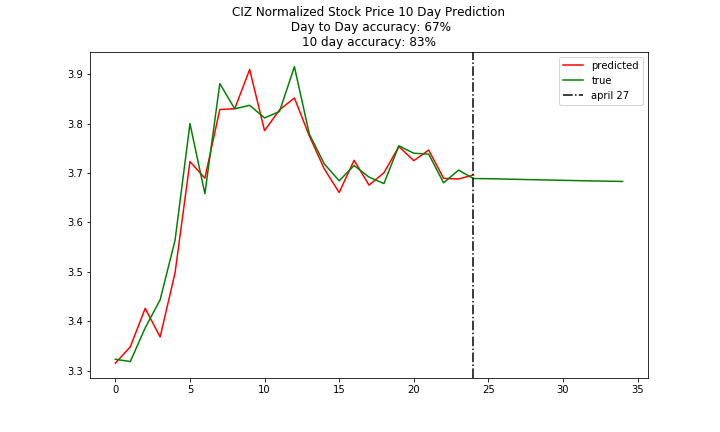 CIZ Normalized Stock Price 10 Day Prediction
Day to Day accuracy: 67%
10 day accuracy: 83%
predicted
true
april 27
3.9
3.8
3.7
3.6
3.5
3.4
3.3
0 5 10 15 20 25 30 35